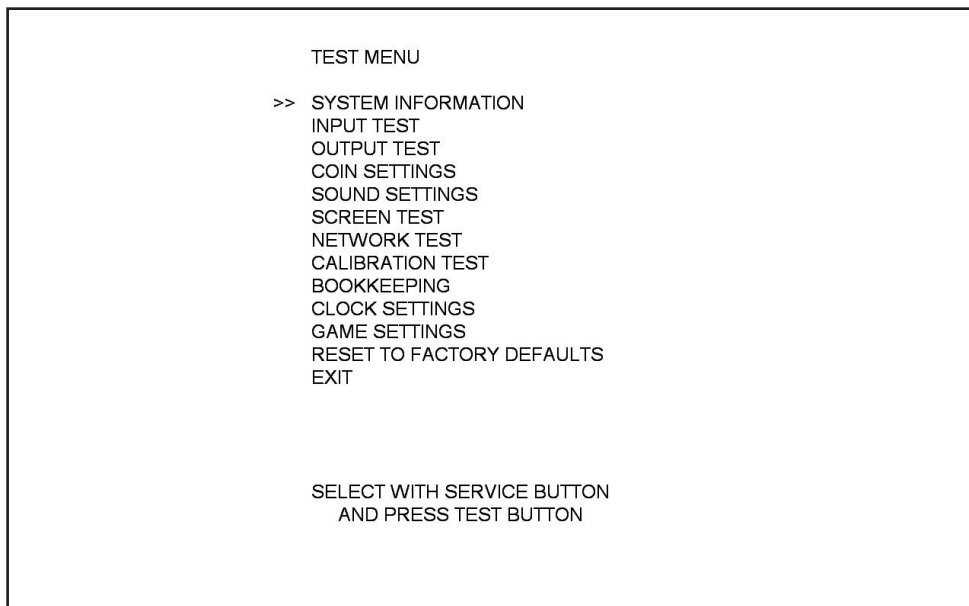 TEST MENU
>> SYSTEM INFORMATION
INPUT TEST
OUTPUT TEST
COIN SETTINGS
SOUND SETTINGS
SCREEN TEST
NETWORK TEST
CALIBRATION TEST
BOOKKEEPING
CLOCK SETTINGS
GAME SETTINGS
RESET TO FACTORY DEFAULTS
EXIT
SELECT WITH SERVICE BUTTON
AND PRESS TEST BUTTON